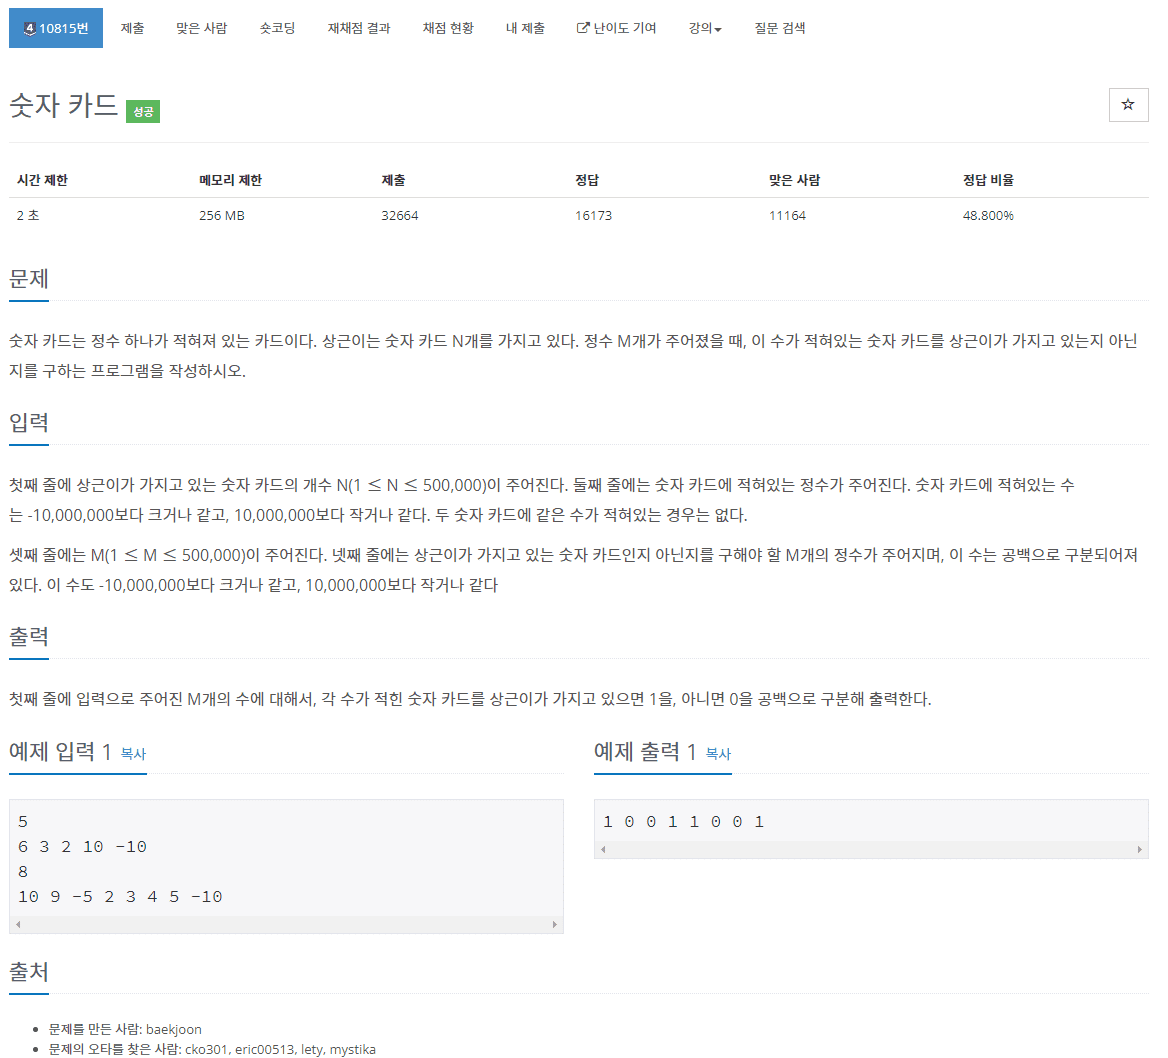 4 10815번 제출 맞은 사람 숏코딩 재채점 결과 채점 현황 내 제출 난이도 기여 강의 질문 검색
숫자 카드 성공
시간 제한 메모리 제한 제출 정답 맞은 사람 정답 비율
2 초 256 MB 32664 16173 11164 48.800%
문제
숫자 카드는 정수 하나가 적혀져 있는 카드이다. 상근이는 숫자 카드 N개를 가지고 있다. 정수 M개가 주어졌을 때, 이 수가 적혀있는 숫자 카드를 상근이가 가지고 있는지 아닌
지를 구하는 프로그램을 작성하시오.
입력
첫째 줄에 상근이가 가지고 있는 숫자 카드의 개수 N(1 ≤ N ≤ 500,000)이 주어진다. 둘째 줄에는 숫자 카드에 적혀있는 정수가 주어진다. 숫자 카드에 적혀있는 수
는 -10,000,000보다 크거나 같고, 10,000,000보다 작거나 같다. 두 숫자 카드에 같은 수가 적혀있는 경우는 없다.
셋째 줄에는 M(1 ≤ M ≤ 500,000)이 주어진다. 넷째 줄에는 상근이가 가지고 있는 숫자 카드인지 아닌지를 구해야 할 M개의 정수가 주어지며, 이 수는 공백으로 구분되어져
있다. 이 수도 -10,000,000보다 크거나 같고, 10,000,000보다 작거나 같다
출력
첫째 줄에 입력으로 주어진 M개의 수에 대해서, 각 수가 적힌 숫자 카드를 상근이가 가지고 있으면 1을, 아니면 0을 공백으로 구분해 출력한다.
예제 입력 1 복사
5
6 3 2 10 -10
8
10 9 -5 2 3 4 5 -10
예제 출력 1 복사
1 0 0 1 1 0 0 1
출처
문제를 만든 사람: baekjoon
문제의 오타를 찾은 사람: cko301, eric00513, lety, mystika